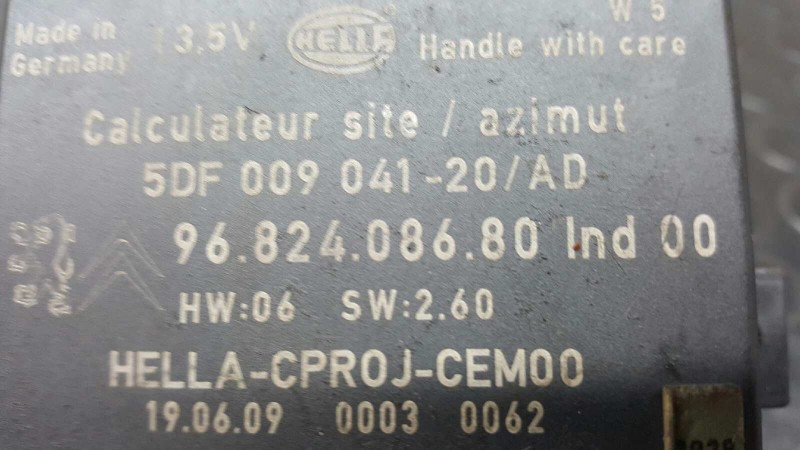 W 5
Made in Germany
13,5V
HELLA
Handle with care
Calculateur site / azimut
5DF 009 041-20/AD
96.824.086.80 Ind 00
HW:06 SW:2.60
HELLA-CPROJ-CEM00
19.06.09 0003 0062